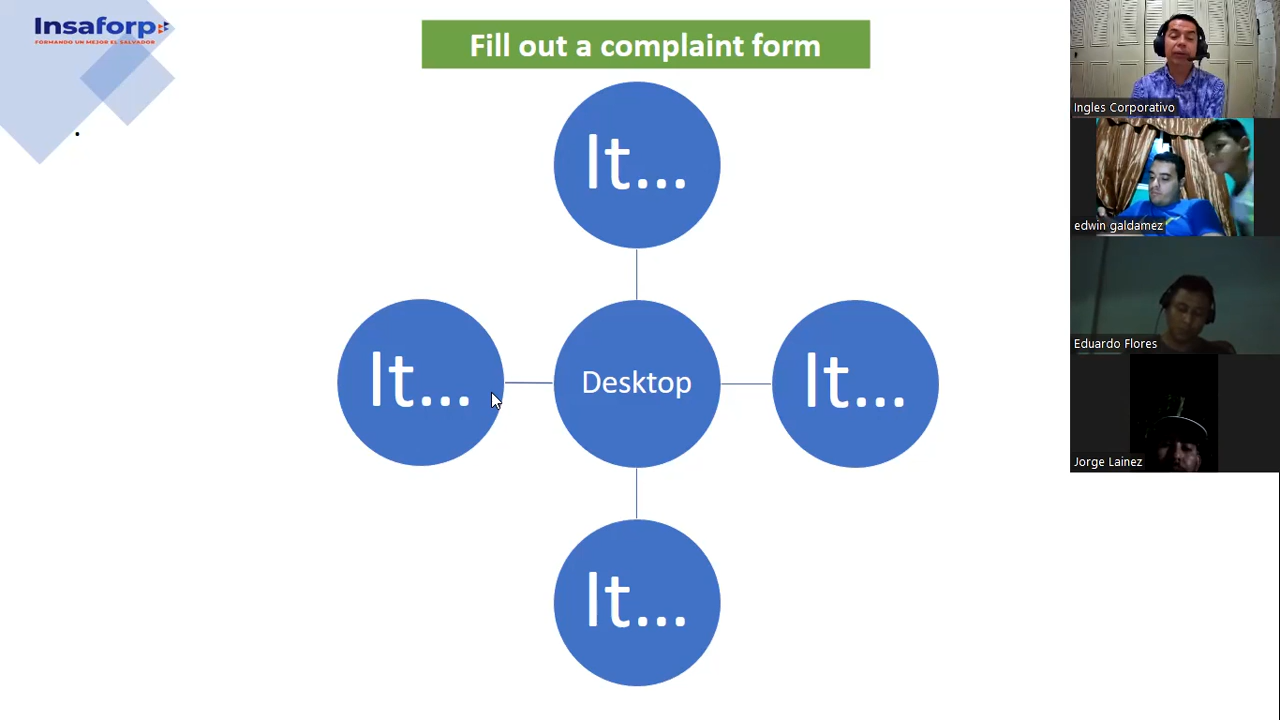 Insaforp
FORMANDO UN MEJOR EL SALVADOR
Fill out a complaint form
It...
It...
Desktop
It...
It...
Ingles Corporativo
edwin galdamez
Eduardo Flores
Jorge Lainez